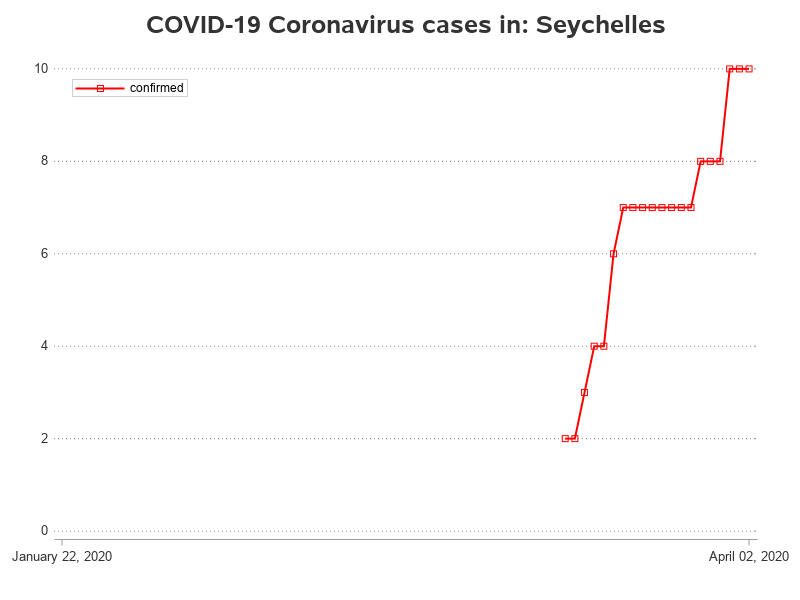 COVID-19 Coronavirus cases in: Seychelles
10
confirmed
8
6
4
2
0
January 22, 2020
April 02, 2020